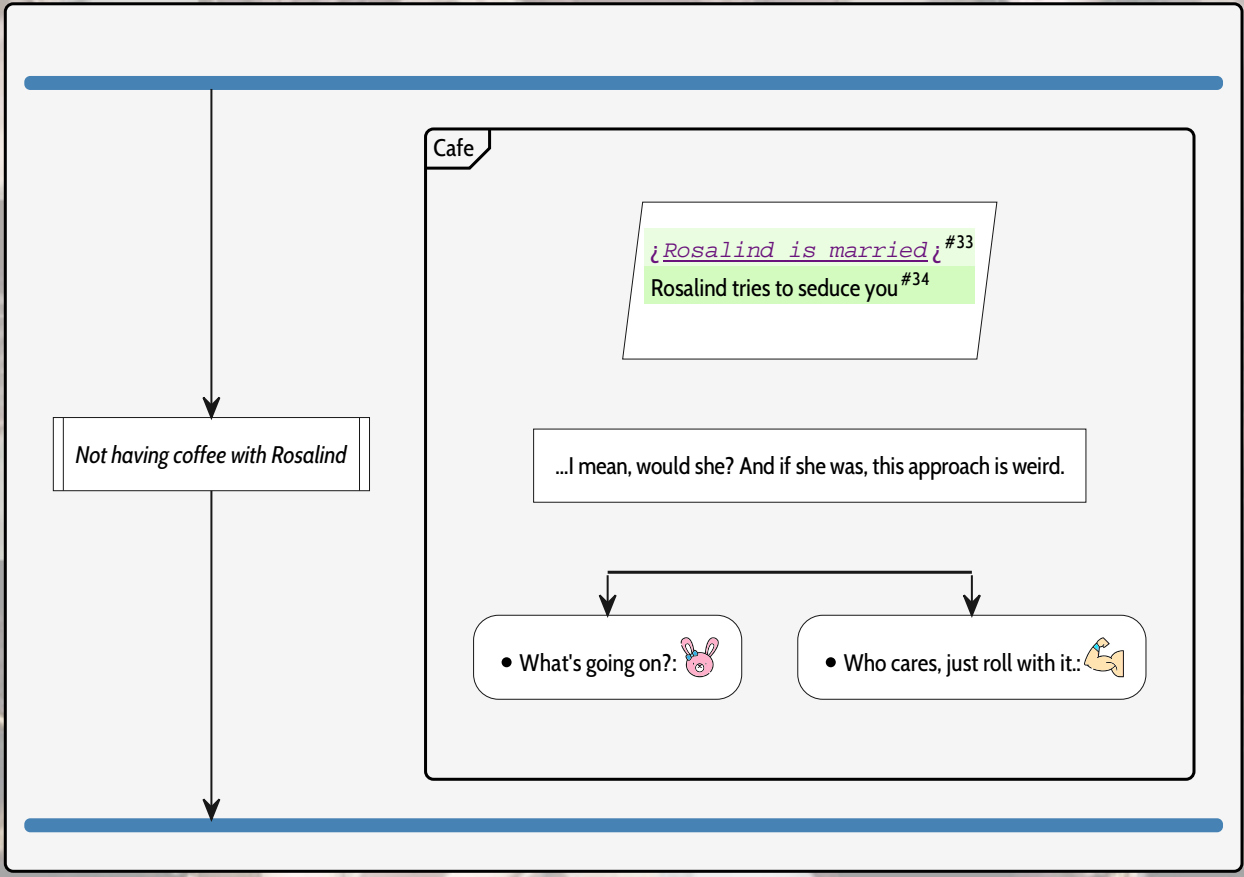 Cafe
¿Rosalind is married¿#33
Rosalind tries to seduce you#34
Not having coffee with Rosalind
...I mean, would she? And if she was, this approach is weird.
• What's going on?:
• Who cares, just roll with it.: